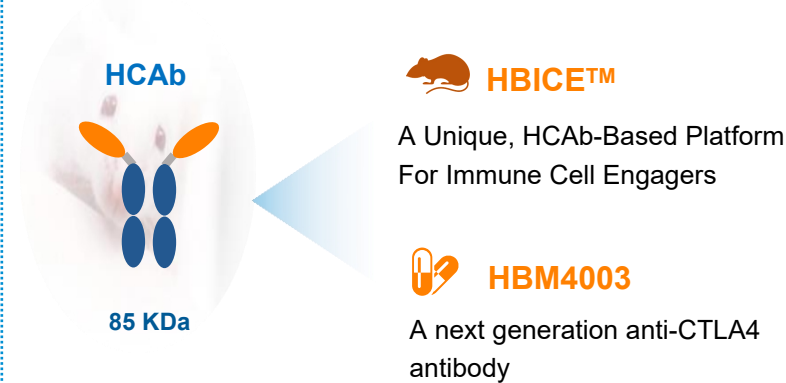 HCAb
85 KDa
HBICE™
A Unique, HCAb-Based Platform
For Immune Cell Engagers
HBM4003
A next generation anti-CTLA4
antibody